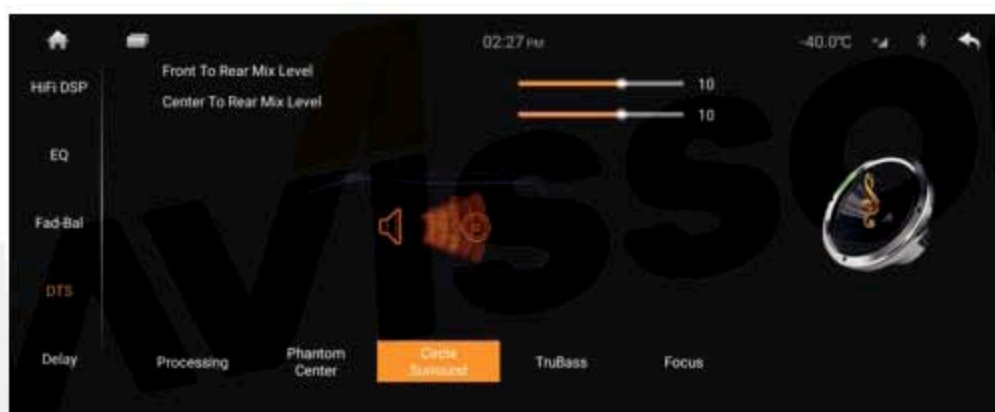 02:27 PM
-40.0℃
Front To Rear Mix Level
10
Center To Rear Mix Level
10
HiFi DSP
EQ
Fad-Bal
DTS
Delay
Processing
Phantom
Center
Circle
Surround
TruBass
Focus